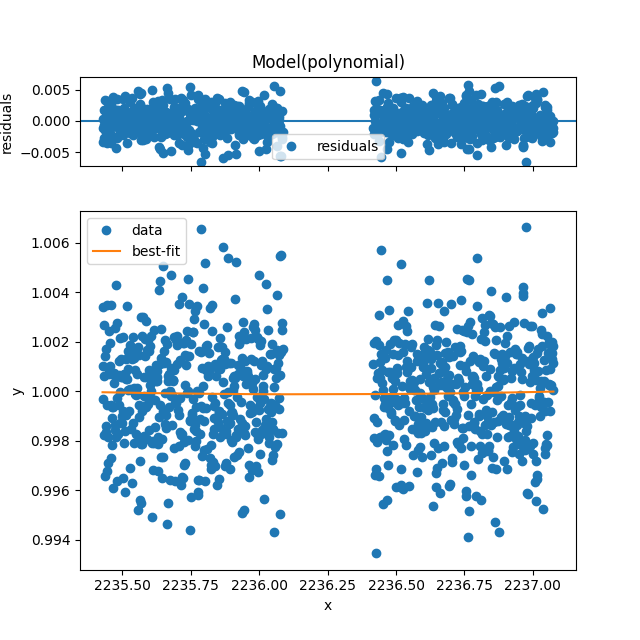 Model(polynomial)
0.005
0.000
−0.005
residuals
residuals
data
best-fit
1.006
1.004
1.002
1.000
0.998
0.996
0.994
y
2235.50 2235.75 2236.00 2236.25 2236.50 2236.75 2237.00
x